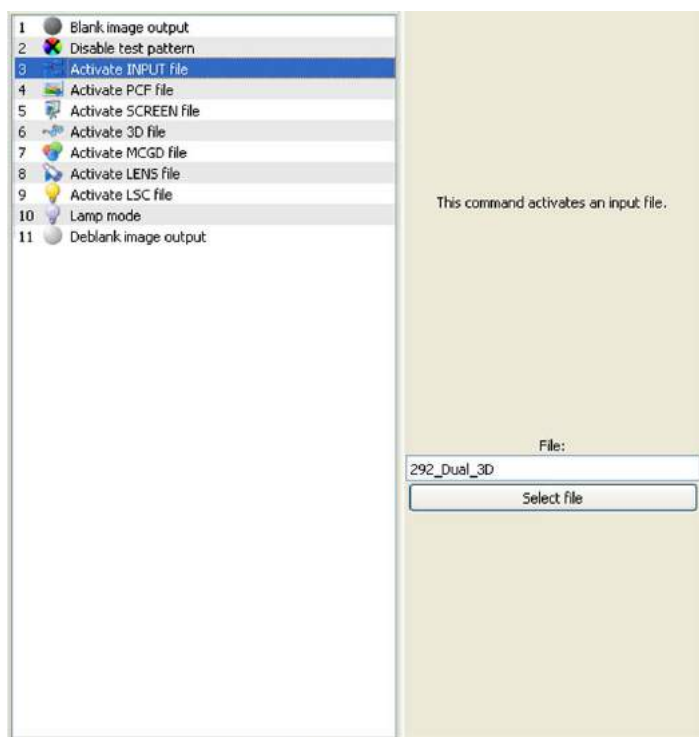 1 Blank image output
2 Disable test pattern
3 Activate INPUT file
4 Activate PCF file
5 Activate SCREEN file
6 Activate 3D file
7 Activate MCGD file
8 Activate LENS file
9 Activate LSC file
10 Lamp mode
11 Deblank image output
This command activates an input file.
File:
292_Dual_3D
Select file